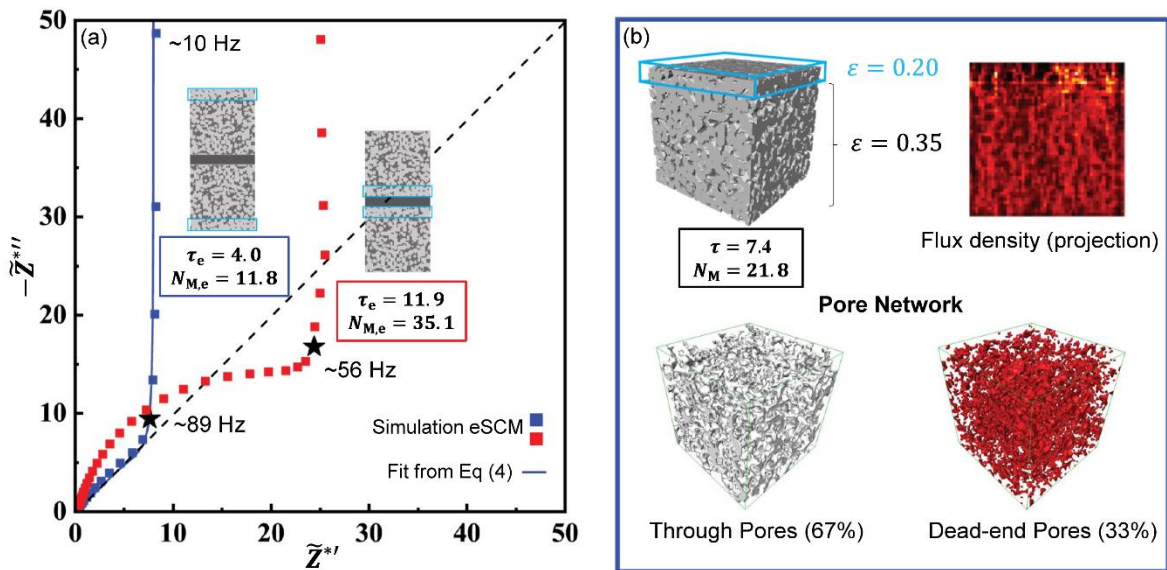 (a)
50
40
30
20
10
0
−Z̃*′′
~10 Hz
τe = 4.0
NM,e = 11.8
τe = 11.9
NM,e = 35.1
~56 Hz
~89 Hz
Simulation eSCM
Fit from Eq (4)
0 10 20 30 40 50
Z̃*′
(b)
ε = 0.20
ε = 0.35
τ = 7.4
NM = 21.8
Flux density (projection)
Pore Network
Through Pores (67%)
Dead-end Pores (33%)